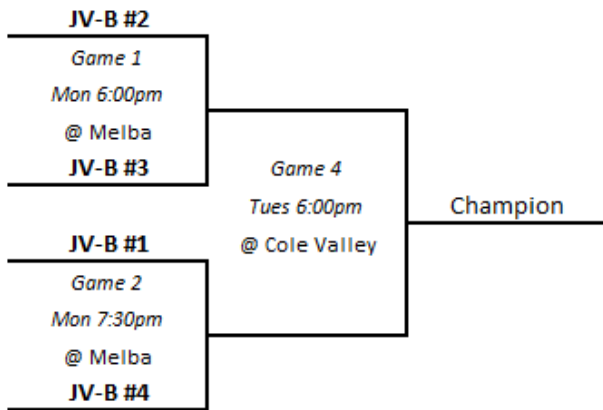 JV-B #2
Game 1
Mon 6:00pm
@ Melba
JV-B #3
Game 4
Tues 6:00pm
@ Cole Valley
Champion
JV-B #1
Game 2
Mon 7:30pm
@ Melba
JV-B #4